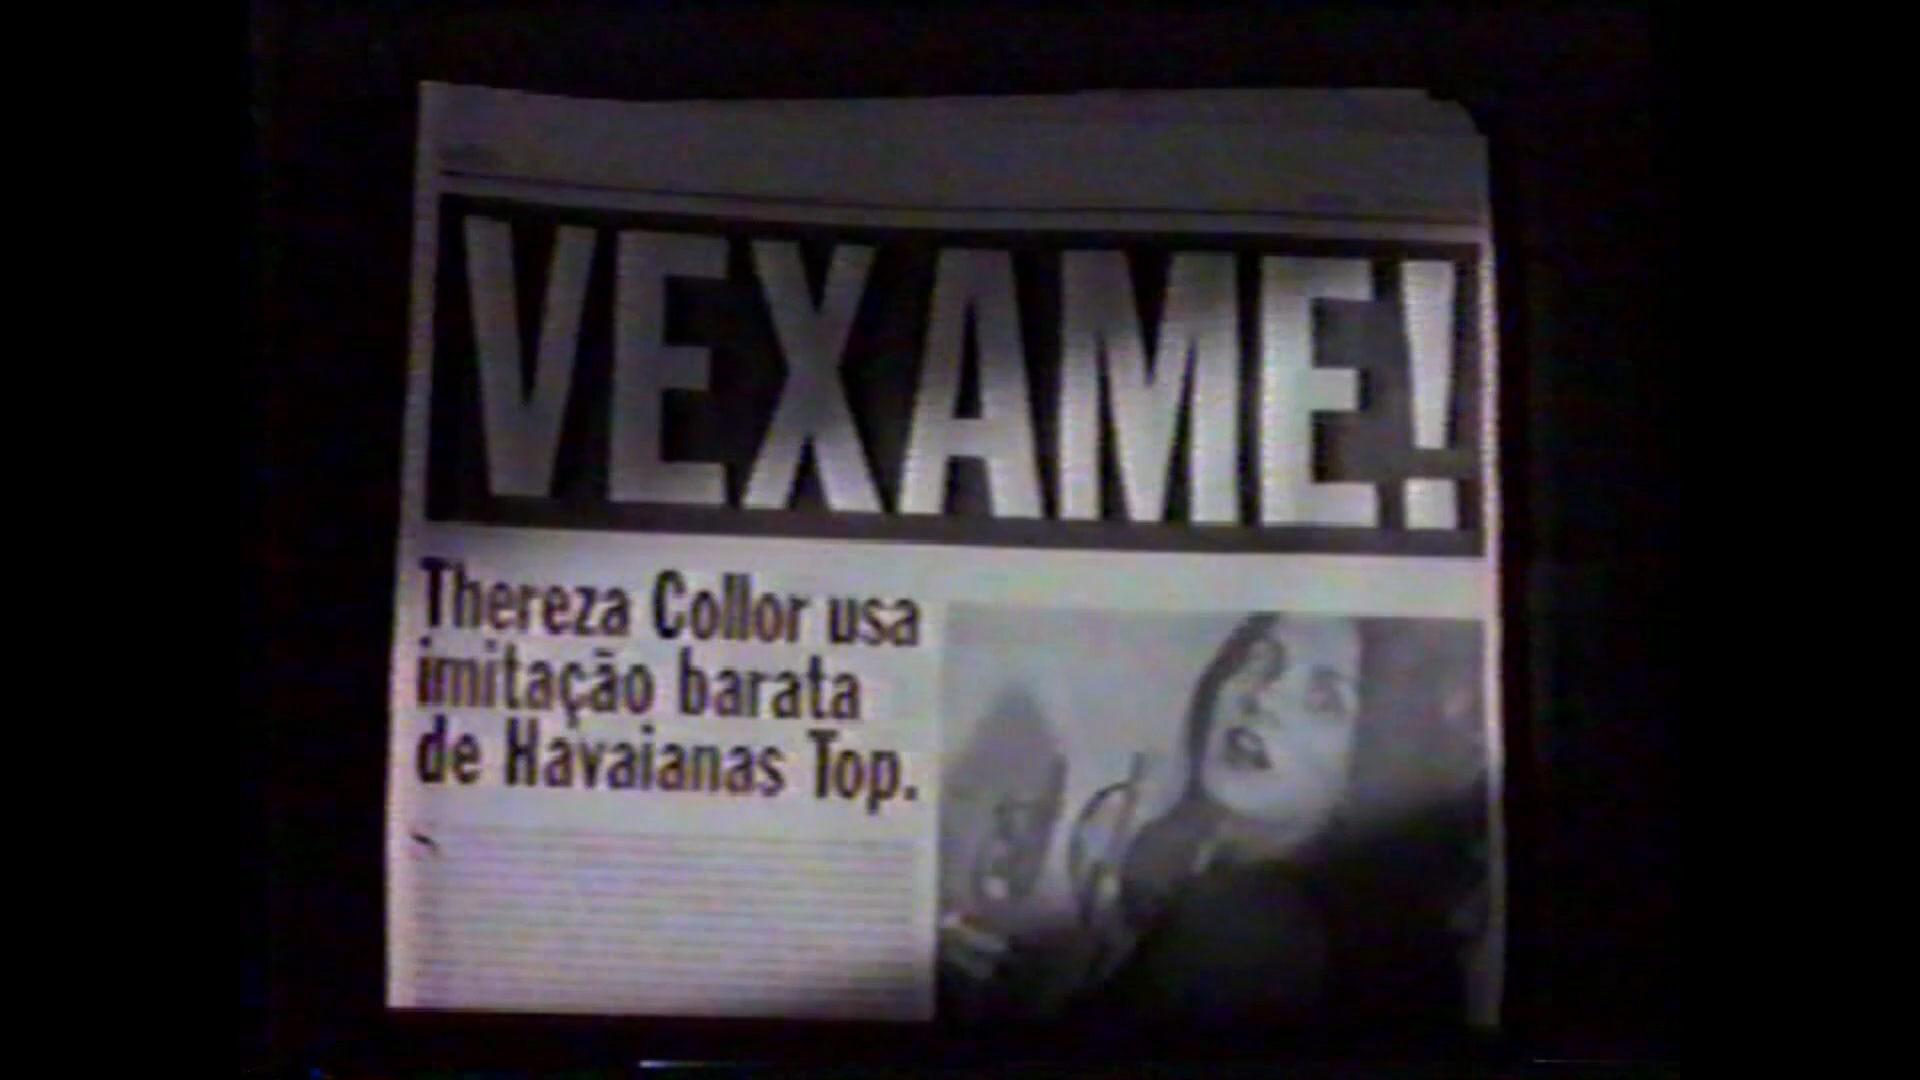 VEXAME!
Thereza Collor usa
imitação barata
de Havaianas Top.